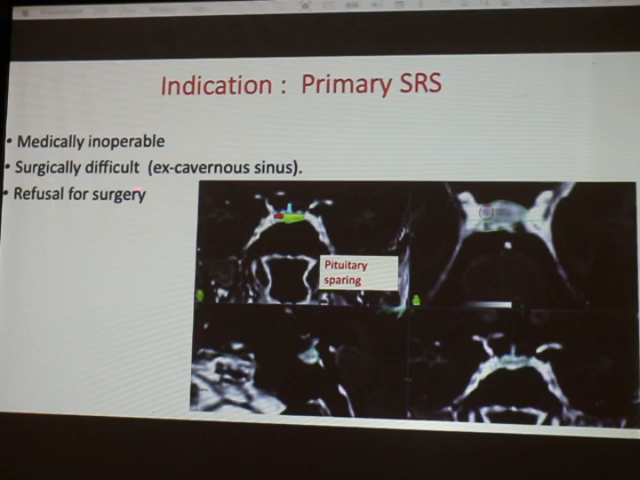 Indication : Primary SRS
• Medically inoperable
• Surgically difficult (ex-cavernous sinus).
• Refusal for surgery
Pituitary
sparing